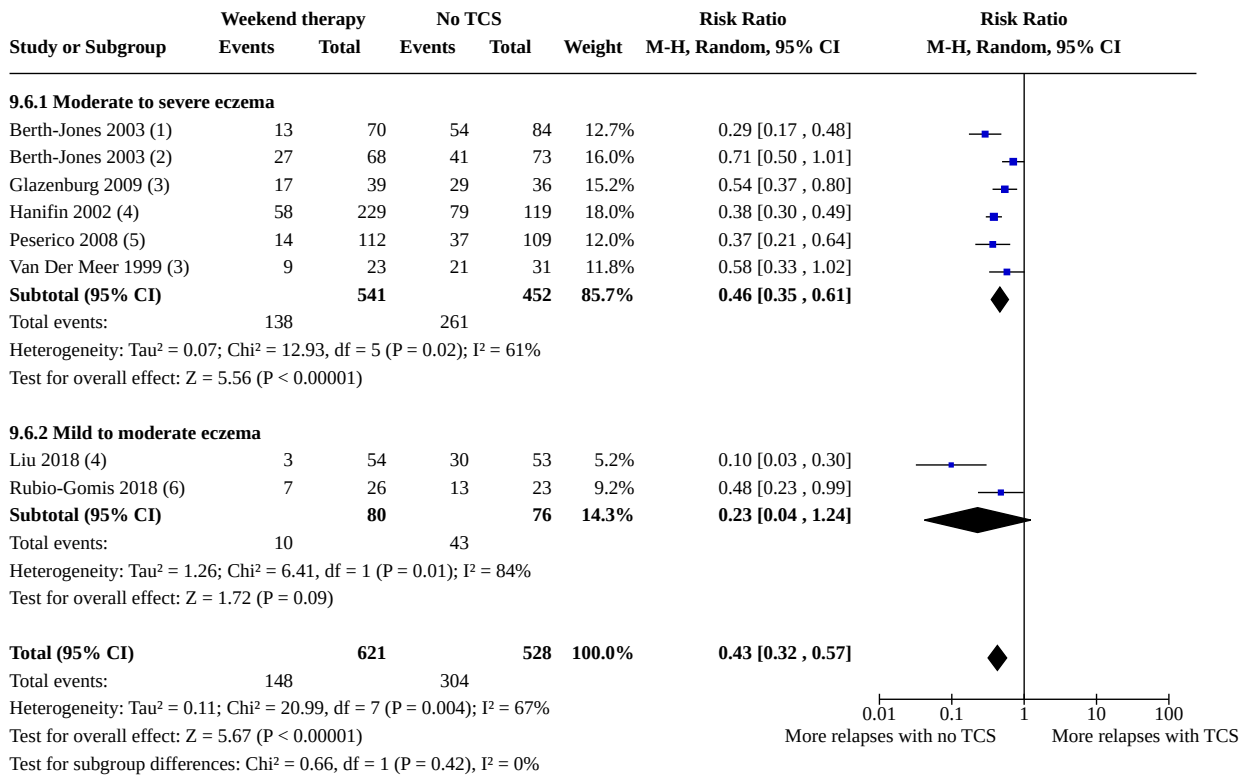 Weekend therapy No TCS Risk Ratio Risk Ratio
Study or Subgroup Events Total Events Total Weight M-H, Random, 95% CI M-H, Random, 95% CI
9.6.1 Moderate to severe eczema
Berth-Jones 2003 (1) 13 70 54 84 12.7% 0.29 [0.17 , 0.48]
Berth-Jones 2003 (2) 27 68 41 73 16.0% 0.71 [0.50 , 1.01]
Glazenburg 2009 (3) 17 39 29 36 15.2% 0.54 [0.37 , 0.80]
Hanifin 2002 (4) 58 229 79 119 18.0% 0.38 [0.30 , 0.49]
Peserico 2008 (5) 14 112 37 109 12.0% 0.37 [0.21 , 0.64]
Van Der Meer 1999 (3) 9 23 21 31 11.8% 0.58 [0.33 , 1.02]
Subtotal (95% CI) 541 452 85.7% 0.46 [0.35 , 0.61]
Total events: 138 261
Heterogeneity: Tau² = 0.07; Chi² = 12.93, df = 5 (P = 0.02); I² = 61%
Test for overall effect: Z = 5.56 (P < 0.00001)
9.6.2 Mild to moderate eczema
Liu 2018 (4) 3 54 30 53 5.2% 0.10 [0.03 , 0.30]
Rubio-Gomis 2018 (6) 7 26 13 23 9.2% 0.48 [0.23 , 0.99]
Subtotal (95% CI) 80 76 14.3% 0.23 [0.04 , 1.24]
Total events: 10 43
Heterogeneity: Tau² = 1.26; Chi² = 6.41, df = 1 (P = 0.01); I² = 84%
Test for overall effect: Z = 1.72 (P = 0.09)
Total (95% CI) 621 528 100.0% 0.43 [0.32 , 0.57]
Total events: 148 304
Heterogeneity: Tau² = 0.11; Chi² = 20.99, df = 7 (P = 0.004); I² = 67%
0.01 0.1 1 10 100
Test for overall effect: Z = 5.67 (P < 0.00001) More relapses with no TCS More relapses with TCS
Test for subgroup differences: Chi² = 0.66, df = 1 (P = 0.42), I² = 0%